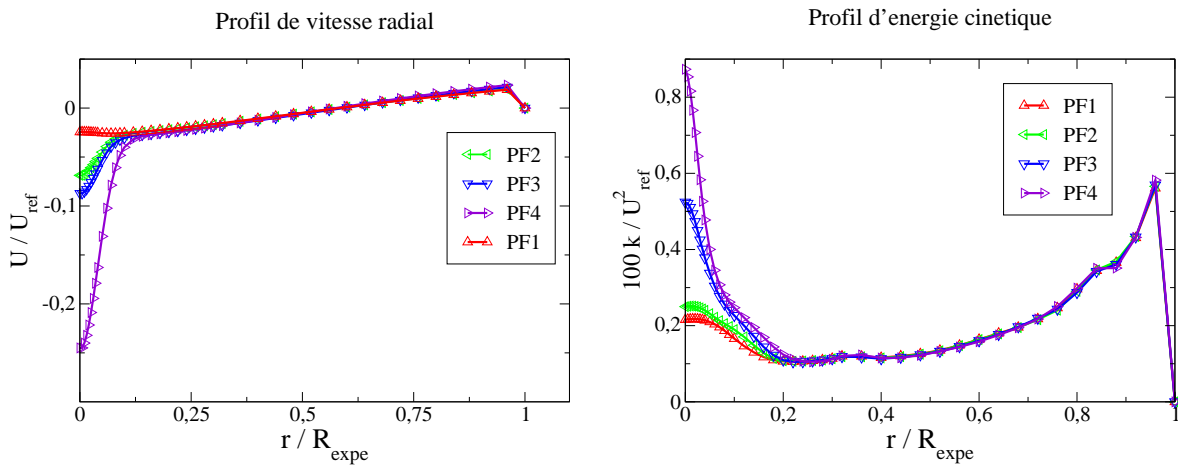 Profil de vitesse radial
0
-0,1
-0,2
U / U_ref
0
0,25
0,5
0,75
1
r / R_expe
PF2
PF3
PF4
PF1
Profil d'energie cinetique
0,8
0,6
0,4
0,2
0
100 k / U²_ref
0
0,2
0,4
0,6
0,8
1
r / R_expe
PF1
PF2
PF3
PF4